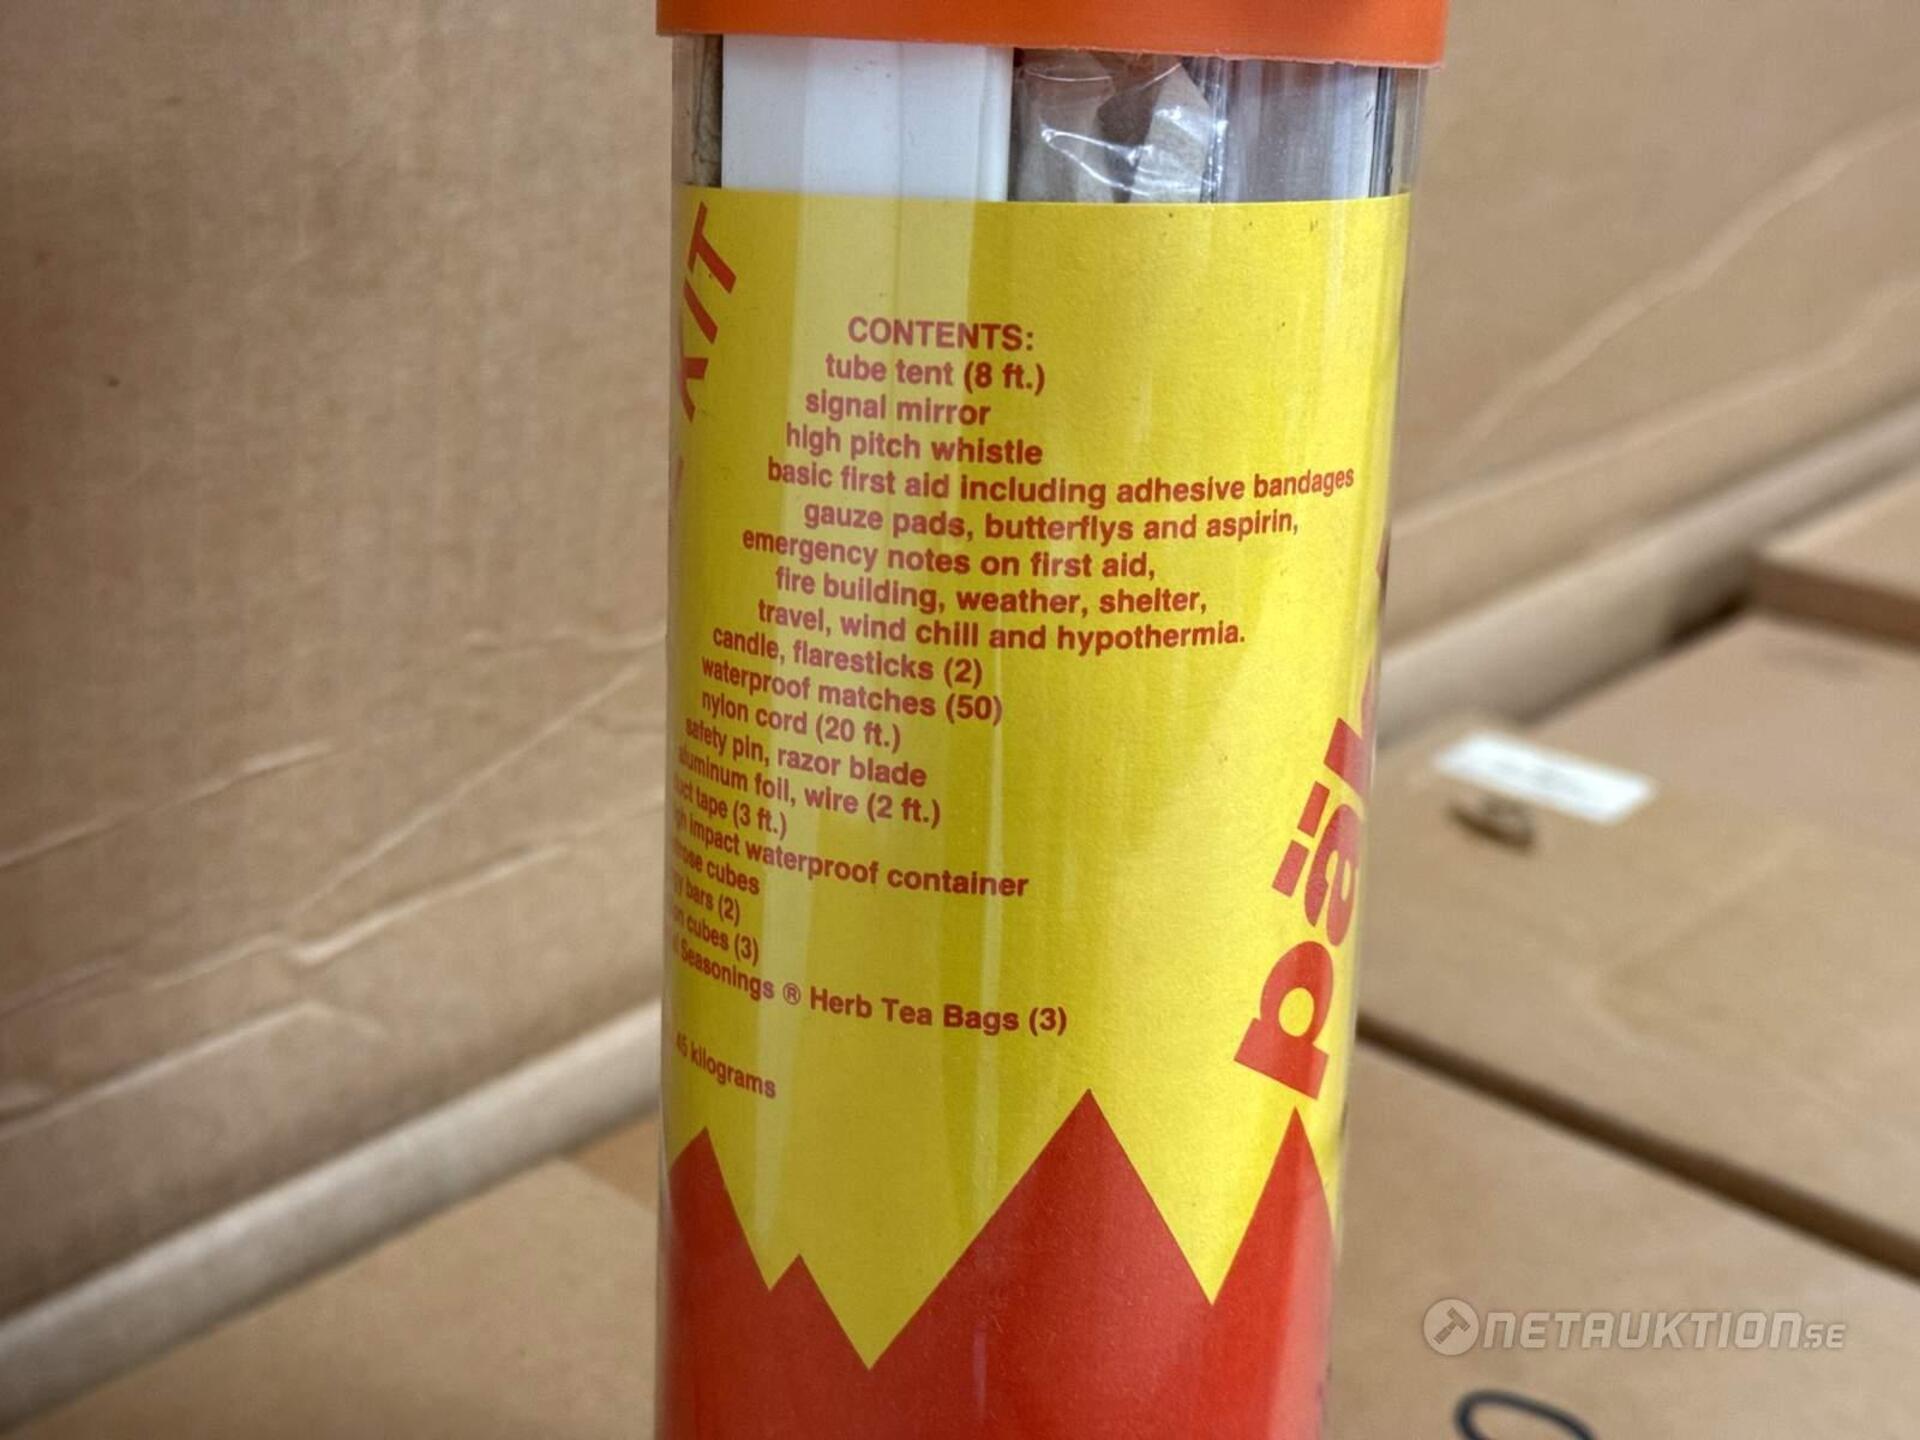 KIT
CONTENTS:
tube tent (8 ft.)
signal mirror
high pitch whistle
basic first aid including adhesive bandages
gauze pads, butterflys and aspirin,
emergency notes on first aid,
fire building, weather, shelter,
travel, wind chill and hypothermia.
candle, flaresticks (2)
waterproof matches (50)
nylon cord (20 ft.)
safety pin, razor blade
aluminum foil, wire (2 ft.)
tape (3 ft.)
impact waterproof container
cubes
bars (2)
cubes (3)
Seasonings ® Herb Tea Bags (3)
45 kilograms
NETAUKTION.SE